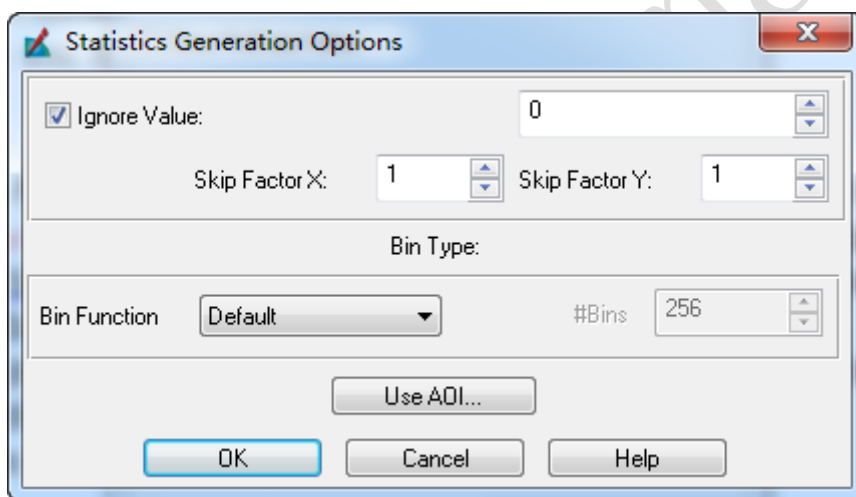 Statistics Generation Options
Ignore Value: 0
Skip Factor X: 1 Skip Factor Y: 1
Bin Type:
Bin Function Default #Bins 256
Use AOI...
OK Cancel Help